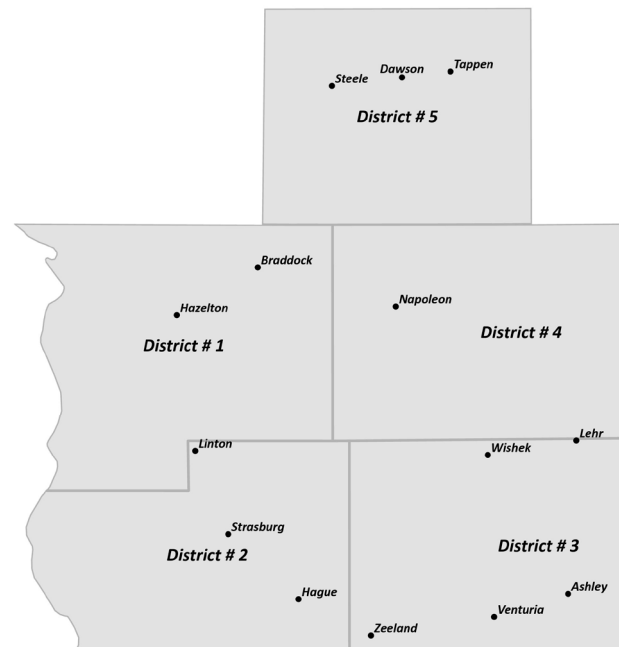 Tappen
Dawson
Steele
District # 5
Braddock
Napoleon
Hazelton
District # 4
District # 1
Lehr
Linton
Wishek
Strasburg
District # 3
District # 2
Ashley
Hague
Venturia
Zeeland